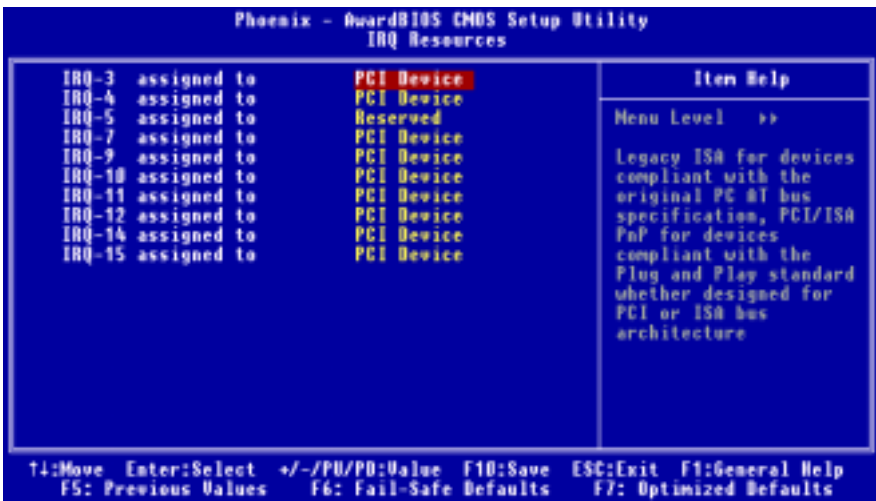 Phoenix - AwardBIOS CMOS Setup Utility
IRQ Resources
IRQ-3 assigned to PCI Device
IRQ-4 assigned to PCI Device
IRQ-5 assigned to Reserved
IRQ-7 assigned to PCI Device
IRQ-9 assigned to PCI Device
IRQ-10 assigned to PCI Device
IRQ-11 assigned to PCI Device
IRQ-12 assigned to PCI Device
IRQ-14 assigned to PCI Device
IRQ-15 assigned to PCI Device
Item Help
Menu Level ►►
Legacy ISA for devices
compliant with the
original PC AT bus
specification, PCI/ISA
PnP for devices
compliant with the
Plug and Play standard
whether designed for
PCI or ISA bus
architecture
↑↓:Move Enter:Select +/-/PU/PD:Value F10:Save ESC:Exit F1:General Help
F5: Previous Values F6: Fail-Safe Defaults F7: Optimized Defaults